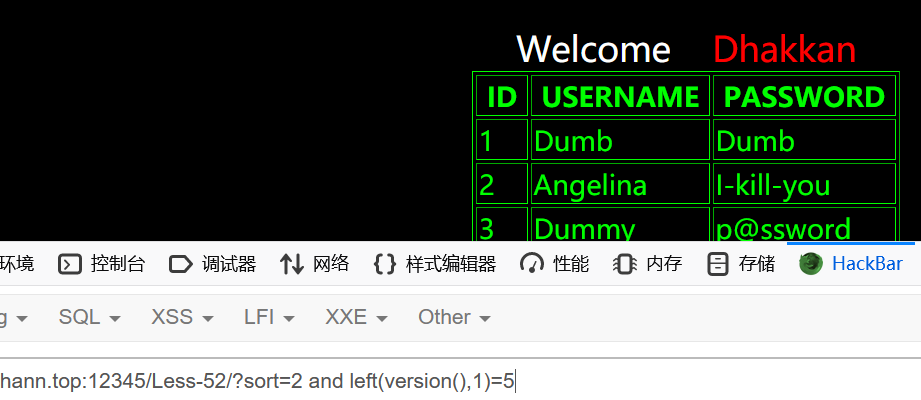 Welcome Dhakkan
ID USERNAME PASSWORD
1 Dumb Dumb
2 Angelina I-kill-you
3 Dummy p@ssword
环境 控制台 调试器 网络 {} 样式编辑器 性能 内存 存储 HackBar
g SQL XSS LFI XXE Other
hann.top:12345/Less-52/?sort=2 and left(version(),1)=5